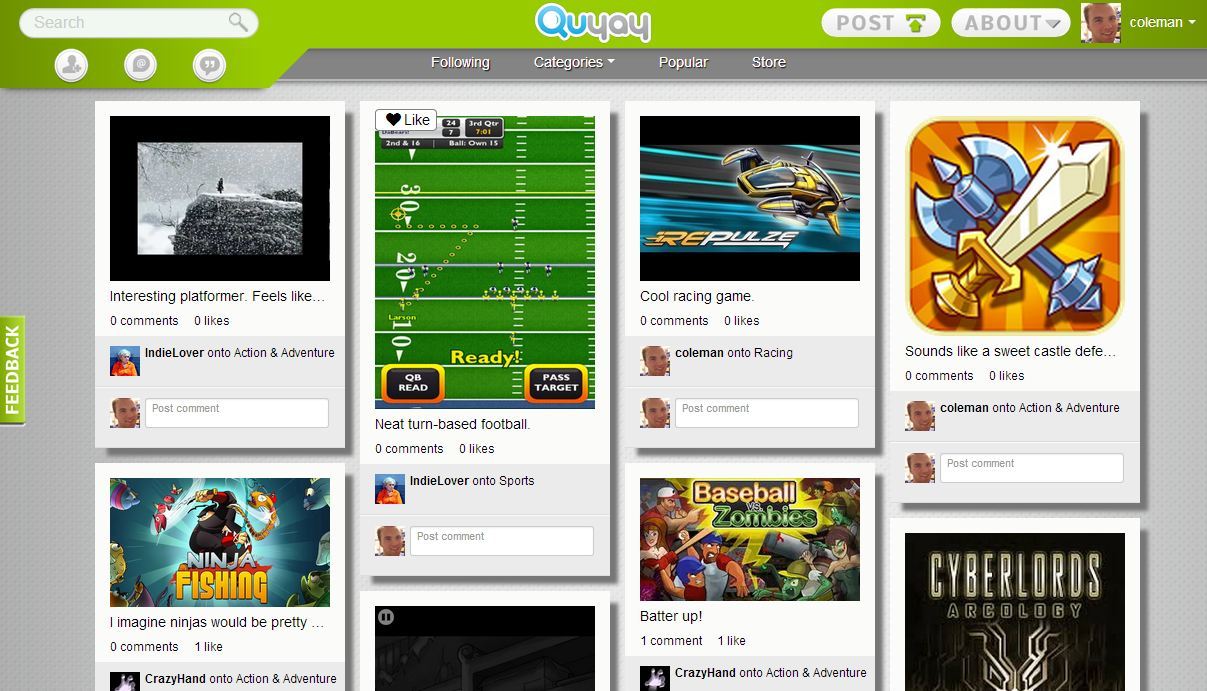 Search
Quyay
POST
ABOUT
coleman
Following
Categories
Popular
Store
FEEDBACK
Interesting platformer. Feels like…
0 comments 0 likes
IndieLover onto Action & Adventure
Post comment
NINJA
FISHING
I imagine ninjas would be pretty …
0 comments 1 like
CrazyHand onto Action & Adventure
Like
24 3rd Qtr
7 7:01
2nd & 16 Ball: Own 15
30
20
Larson
10
Ready!
QB
READ
PASS
TARGET
Neat turn-based football.
0 comments 0 likes
IndieLover onto Sports
Post comment
REPULZE
Cool racing game.
0 comments 0 likes
coleman onto Racing
Post comment
Baseball
VS.
Zombies
Batter up!
1 comment 1 like
CrazyHand onto Action & Adventure
Sounds like a sweet castle defe…
0 comments 0 likes
coleman onto Action & Adventure
Post comment
CYBERLORDS
ARCOLOGY